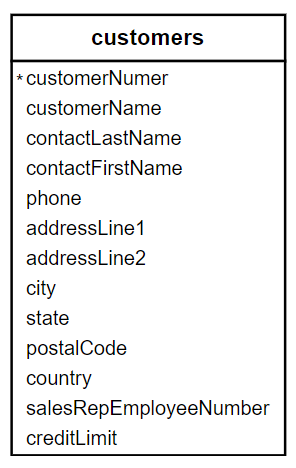 customers
* customerNumer
customerName
contactLastName
contactFirstName
phone
addressLine1
addressLine2
city
state
postalCode
country
salesRepEmployeeNumber
creditLimit